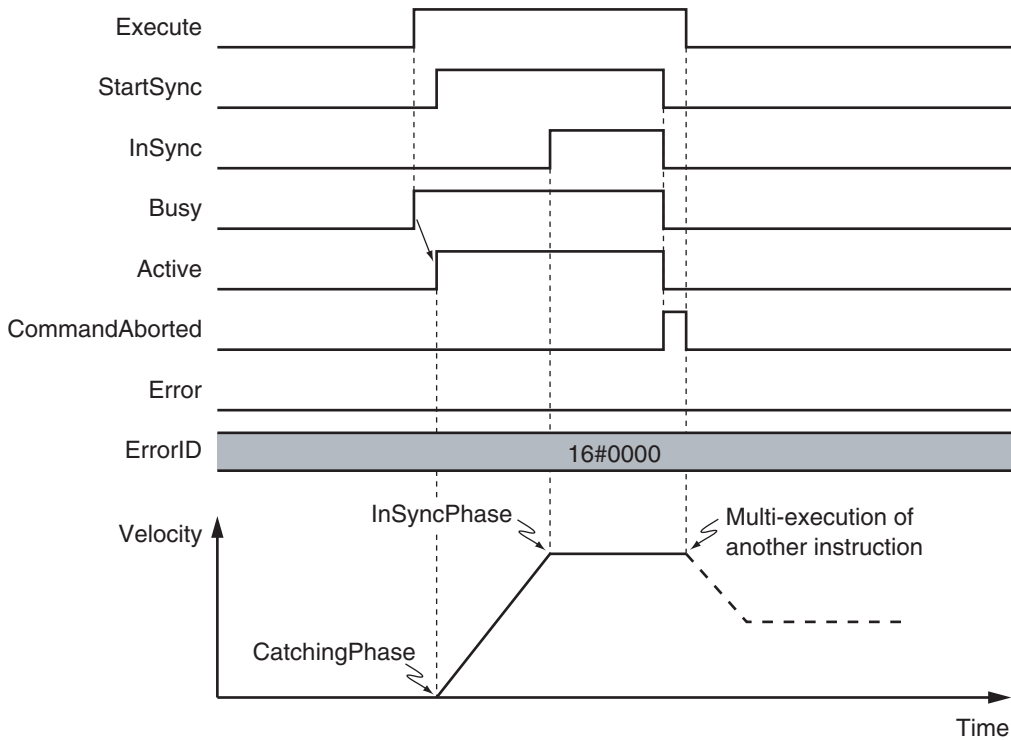 Execute
StartSync
InSync
Busy
Active
CommandAborted
Error
ErrorID
16#0000
Velocity
InSyncPhase
Multi-execution of
another instruction
CatchingPhase
Time